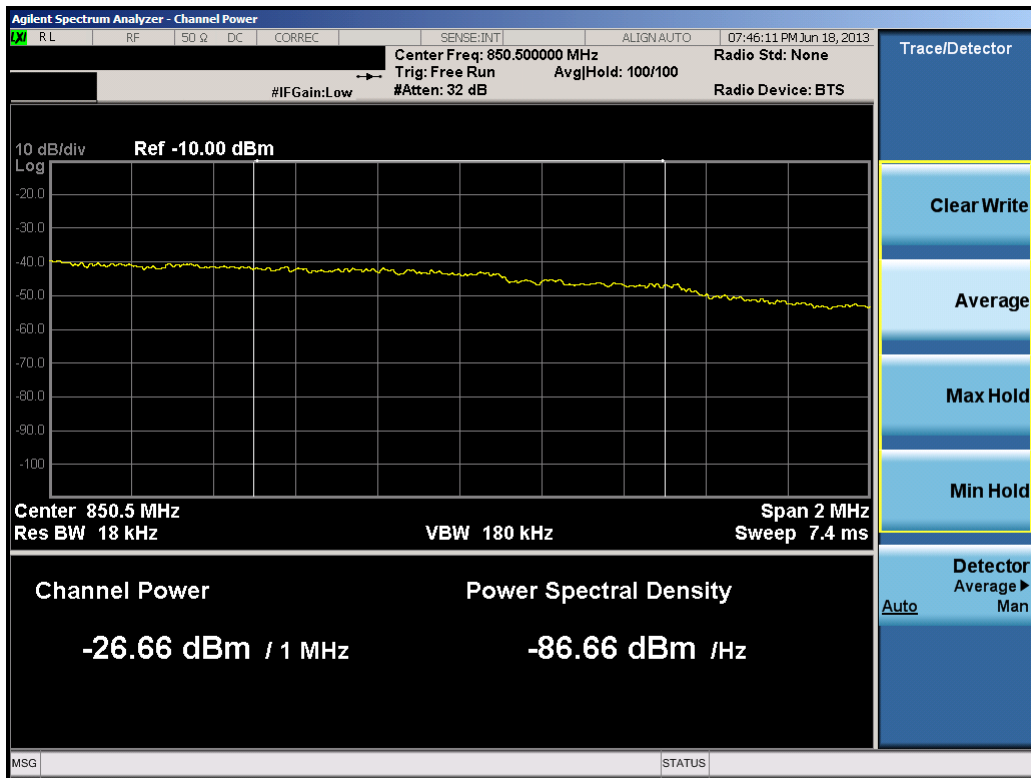 Agilent Spectrum Analyzer - Channel Power
LXI RL RF 50 Ω DC CORREC SENSE:INT ALIGN AUTO 07:46:11 PM Jun 18, 2013
Center Freq: 850.500000 MHz Radio Std: None
Trig: Free Run Avg|Hold: 100/100
#IFGain:Low #Atten: 32 dB Radio Device: BTS
10 dB/div Ref -10.00 dBm
Log
-20.0
-30.0
-40.0
-50.0
-60.0
-70.0
-80.0
-90.0
-100
Center 850.5 MHz Span 2 MHz
Res BW 18 kHz VBW 180 kHz Sweep 7.4 ms
Channel Power Power Spectral Density
-26.66 dBm / 1 MHz -86.66 dBm /Hz
MSG STATUS
Trace/Detector
Clear Write
Average
Max Hold
Min Hold
Detector
Average▶
Auto Man